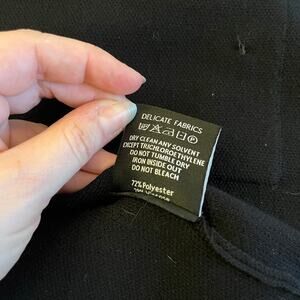 DELICATE FABRICS
DRY CLEAN ANY SOLVENT
EXCEPT TRICHLOROETHYLENE
DO NOT TUMBLE DRY
IRON INSIDE OUT
DO NOT BLEACH
72% Polyester